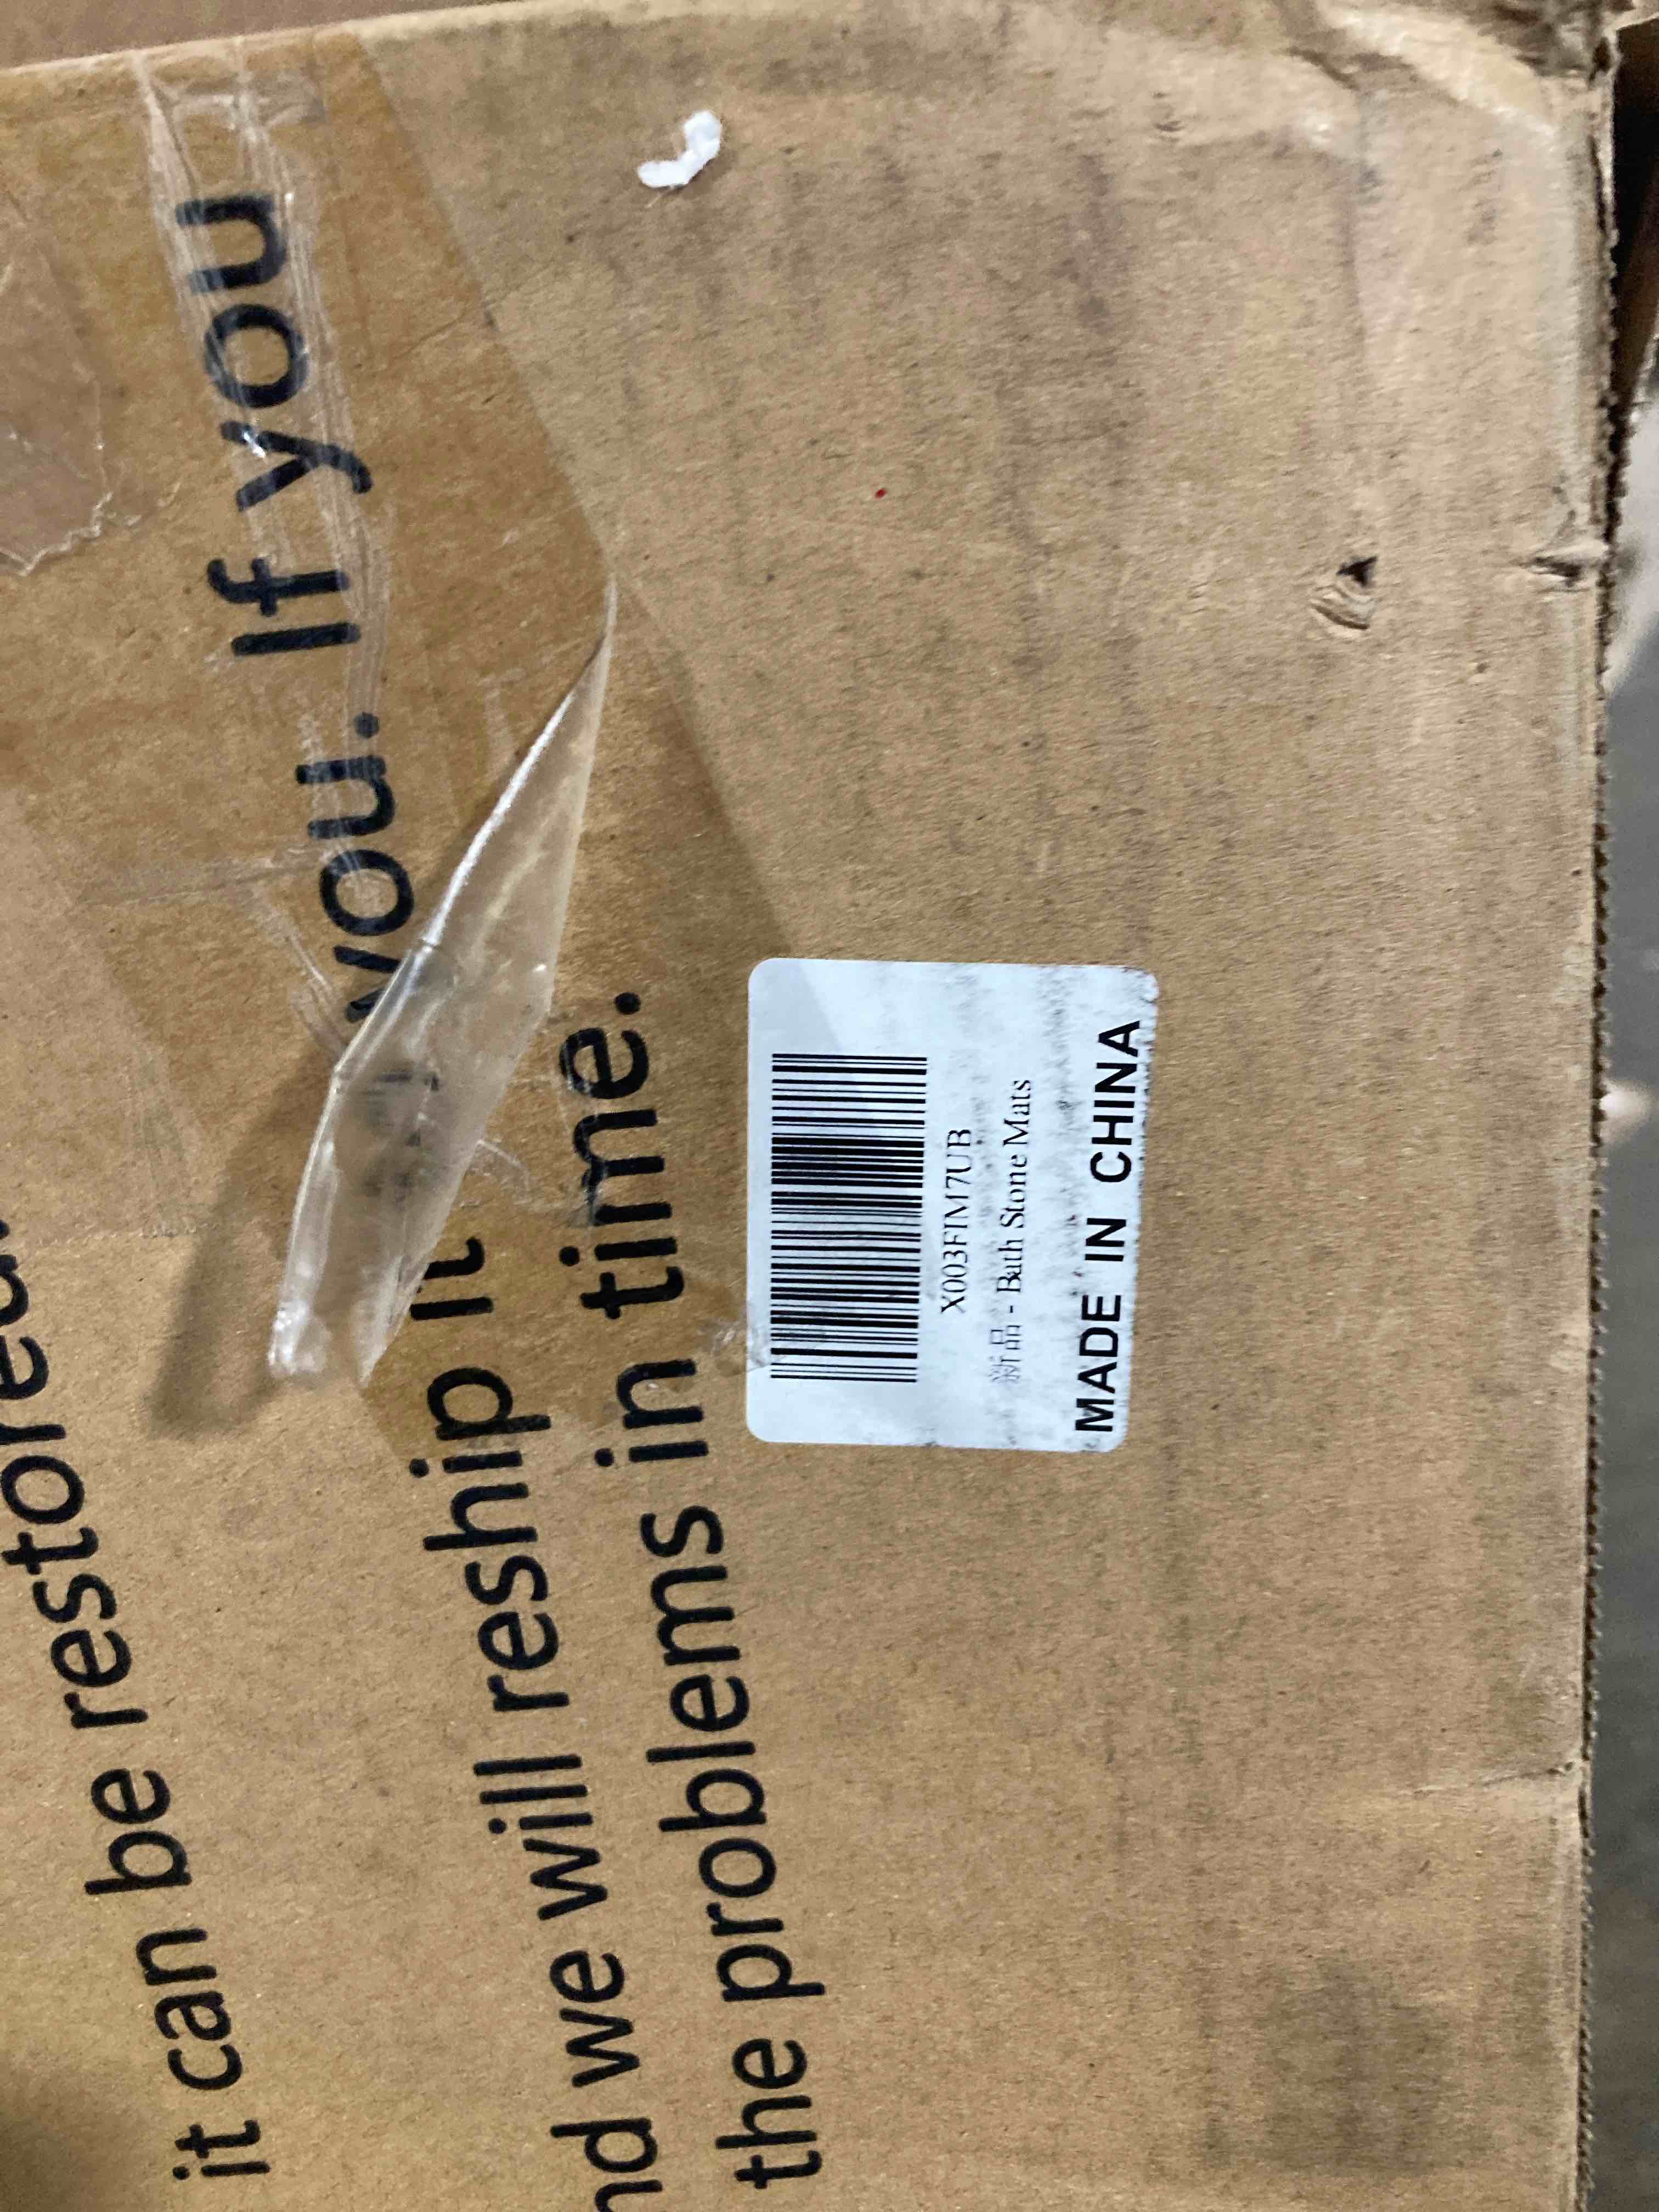 it can be restored.
you. If you
nd we will reship it
the problems in time.
X003FIM7UB
新品 - Bath Stone Mats
MADE IN CHINA